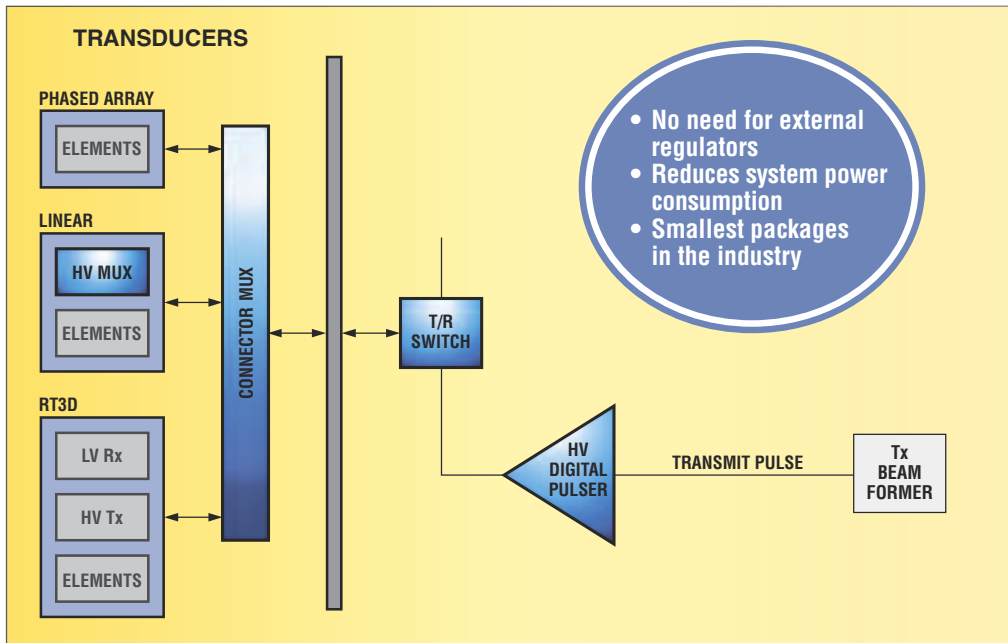 TRANSDUCERS
PHASED ARRAY
ELEMENTS
LINEAR
HV MUX
ELEMENTS
RT3D
LV Rx
HV Tx
ELEMENTS
CONNECTOR MUX
T/R
SWITCH
HV
DIGITAL
PULSER
TRANSMIT PULSE
Tx
BEAM
FORMER
• No need for external
regulators
• Reduces system power
consumption
• Smallest packages
in the industry